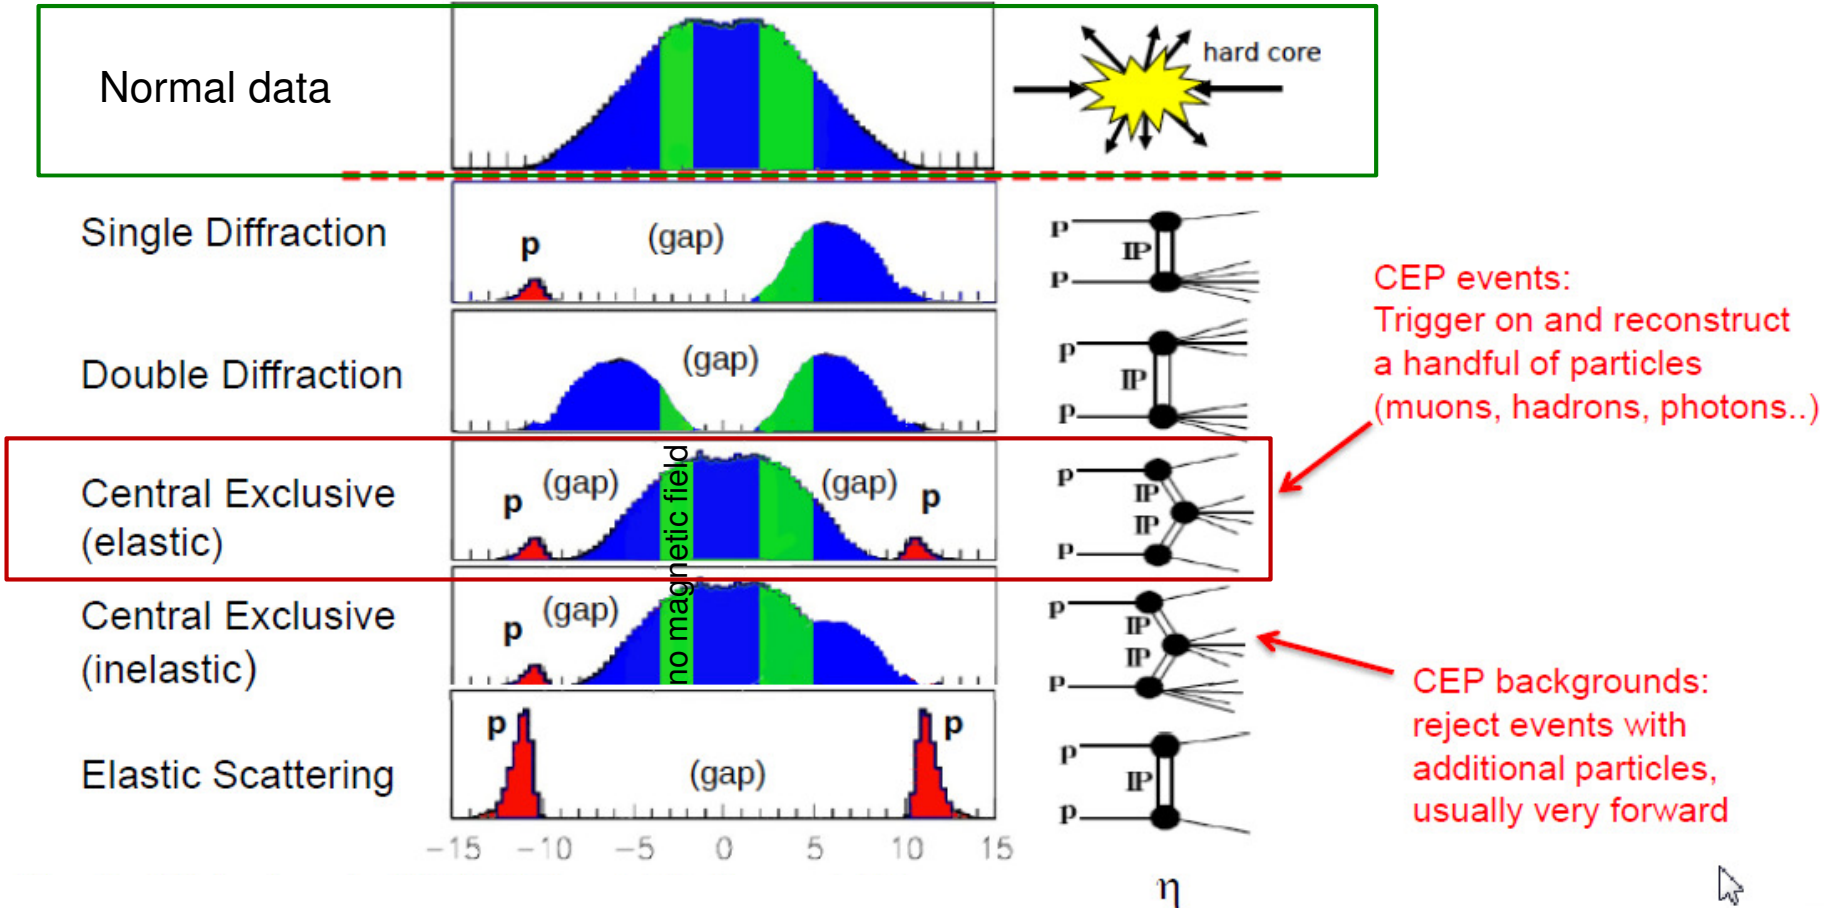 Normal data
hard core
Single Diffraction
p
(gap)
p
IP
p
Double Diffraction
(gap)
p
IP
p
CEP events:
Trigger on and reconstruct
a handful of particles
(muons, hadrons, photons..)
Central Exclusive
(elastic)
p
(gap)
(gap)
p
no magnetic field
p
IP
IP
p
Central Exclusive
(inelastic)
p
(gap)
p
IP
IP
p
CEP backgrounds:
reject events with
additional particles,
usually very forward
Elastic Scattering
p
(gap)
p
p
IP
p
-15 -10 -5 0 5 10 15
η